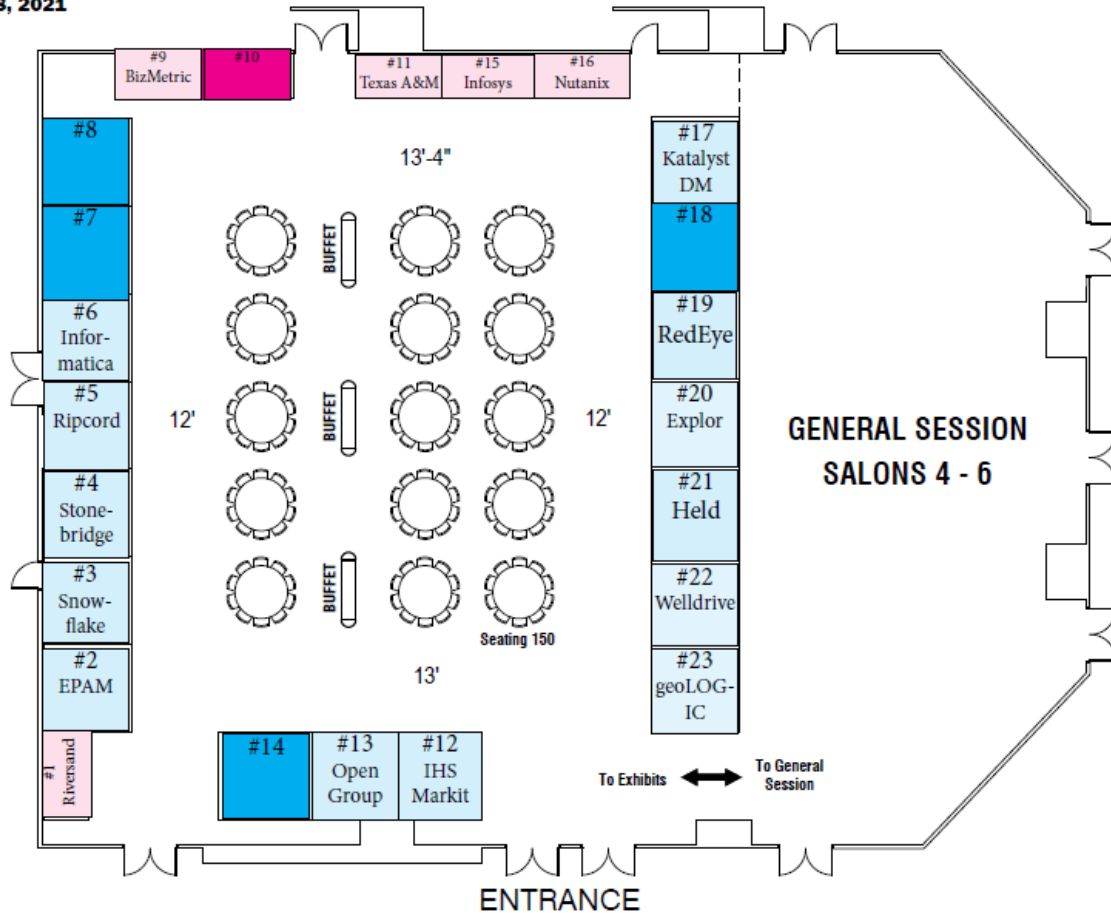 3, 2021
#9
BizMetric
#10
#11
Texas A&M
#15
Infosys
#16
Nutanix
#8
#7
#6
Infor-
matica
#5
Ripcord
#4
Stone-
bridge
#3
Snow-
flake
#2
EPAM
#1
Riversand
13'-4"
BUFFET
12'
BUFFET
12'
BUFFET
Seating 150
13'
#17
Katalyst
DM
#18
#19
RedEye
#20
Explor
#21
Held
#22
Welldrive
#23
geoLOG-
IC
GENERAL SESSION
SALONS 4 - 6
#14
#13
Open
Group
#12
IHS
Markit
To Exhibits
To General
Session
ENTRANCE